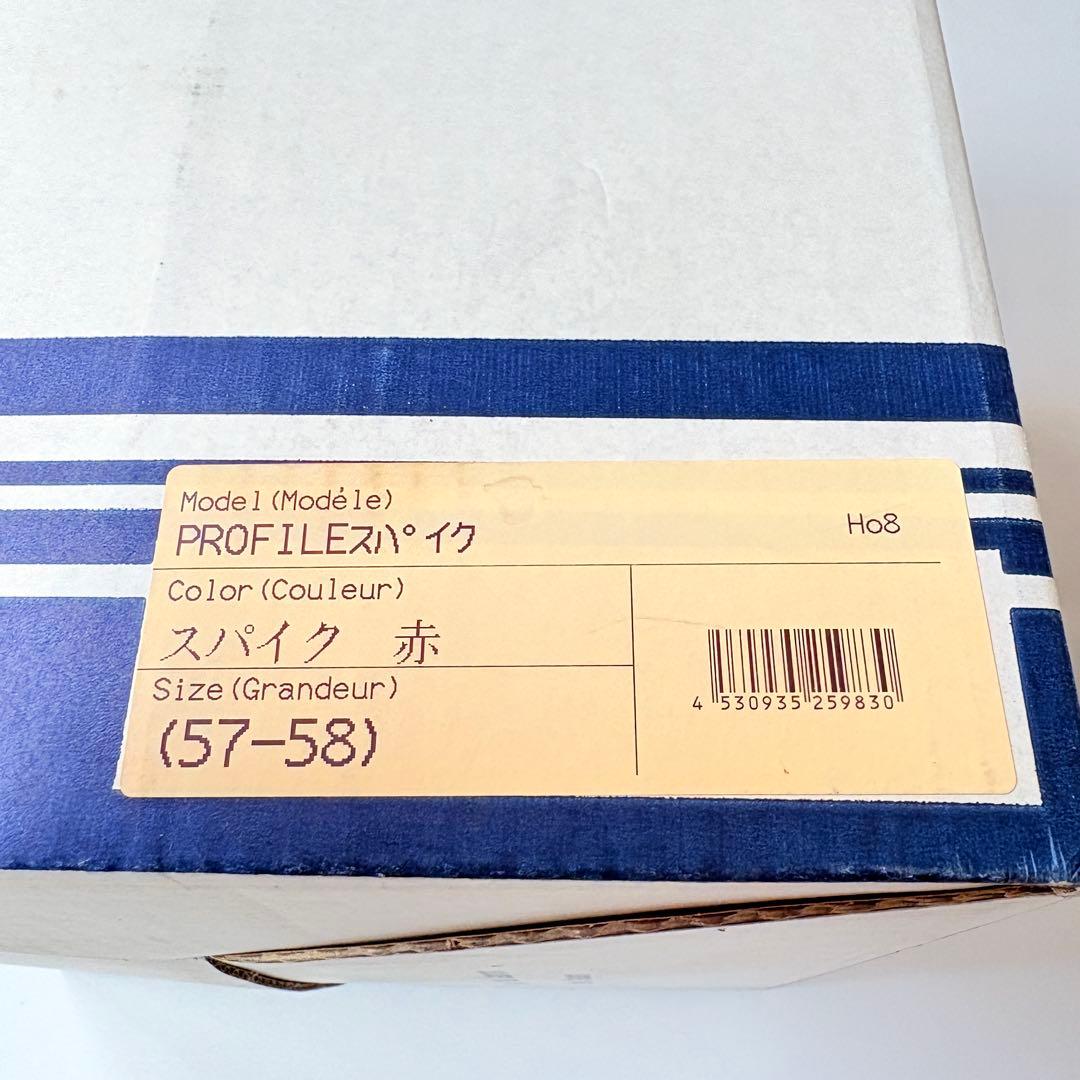 Model(Modéle)
PROFILEスパイク
Ho8
Color(Couleur)
スパイク 赤
Size(Grandeur)
(57-58)
4 530935 259830